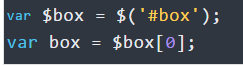 var $box = $('#box');
var box = $box[0];